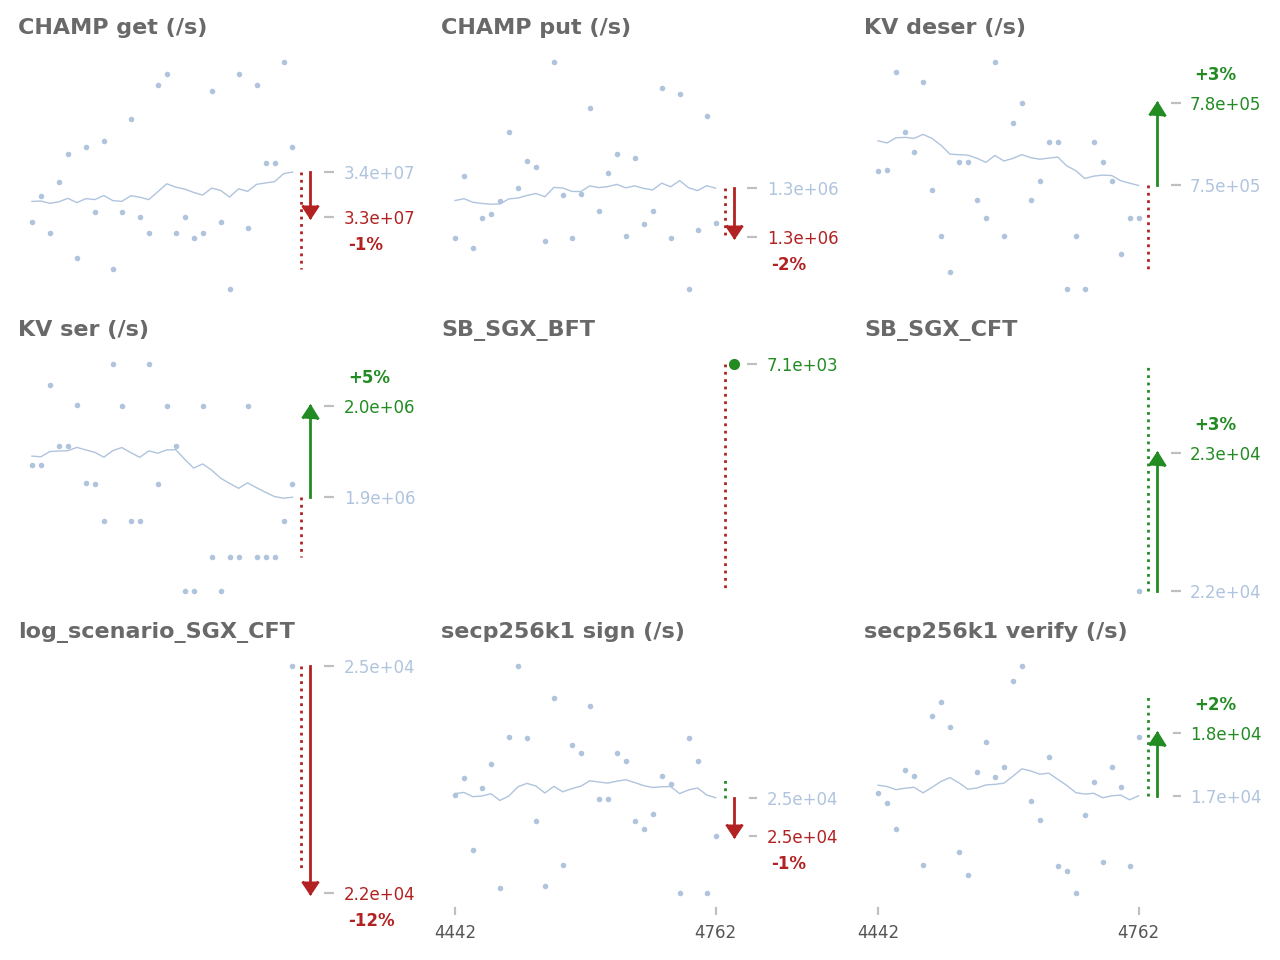 CHAMP get (/s)
3.4e+07
3.3e+07
-1%
CHAMP put (/s)
1.3e+06
1.3e+06
-2%
KV deser (/s)
+3%
7.8e+05
7.5e+05
KV ser (/s)
+5%
2.0e+06
1.9e+06
SB_SGX_BFT
7.1e+03
SB_SGX_CFT
+3%
2.3e+04
2.2e+04
log_scenario_SGX_CFT
2.5e+04
2.2e+04
-12%
secp256k1 sign (/s)
2.5e+04
2.5e+04
-1%
4442
4762
secp256k1 verify (/s)
+2%
1.8e+04
1.7e+04
4442
4762